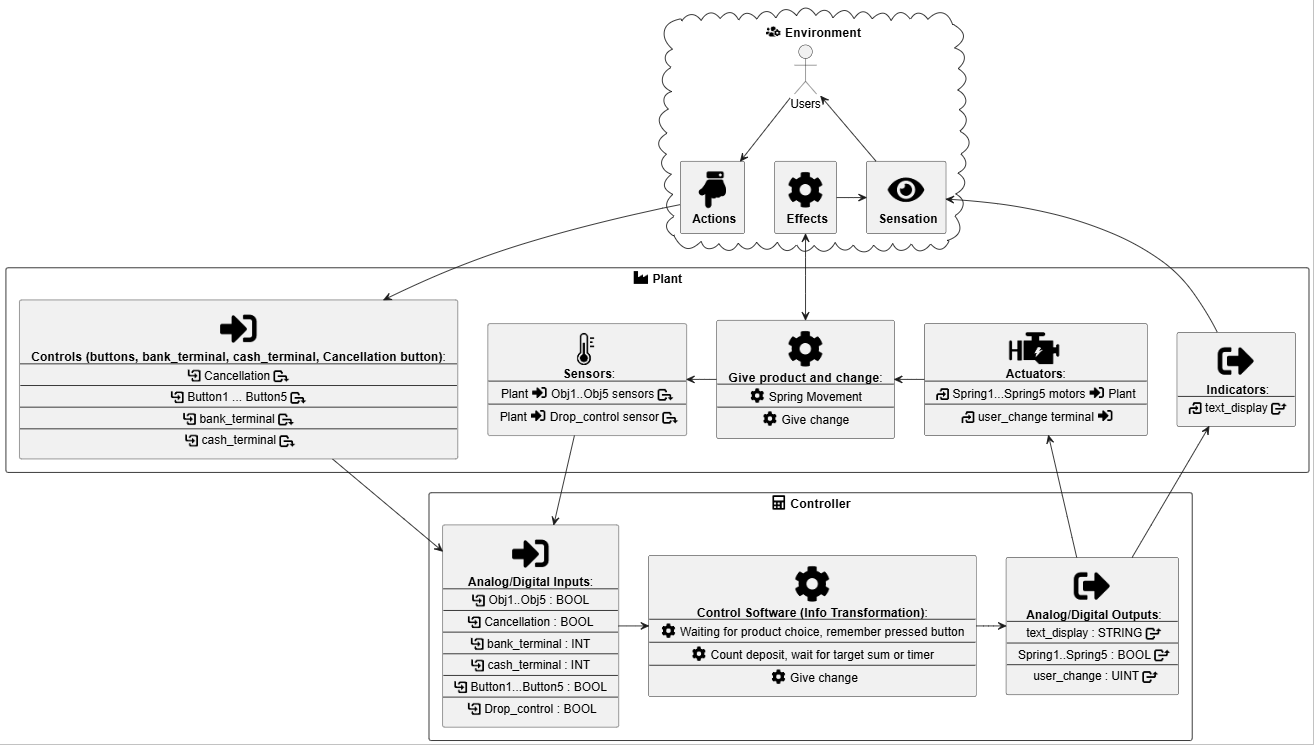 Environment
Users
Actions
Effects
Sensation
Plant
Controls (buttons, bank_terminal, cash_terminal, Cancellation button):
Cancellation
Button1 ... Button5
bank_terminal
cash_terminal
Sensors:
Plant Obj1..Obj5 sensors
Plant Drop_control sensor
Give product and change:
Spring Movement
Give change
Actuators:
Spring1...Spring5 motors Plant
user_change terminal
Indicators:
text_display
Controller
Analog/Digital Inputs:
Obj1..Obj5 : BOOL
Cancellation : BOOL
bank_terminal : INT
cash_terminal : INT
Button1...Button5 : BOOL
Drop_control : BOOL
Control Software (Info Transformation):
Waiting for product choice, remember pressed button
Count deposit, wait for target sum or timer
Give change
Analog/Digital Outputs:
text_display : STRING
Spring1..Spring5 : BOOL
user_change : UINT